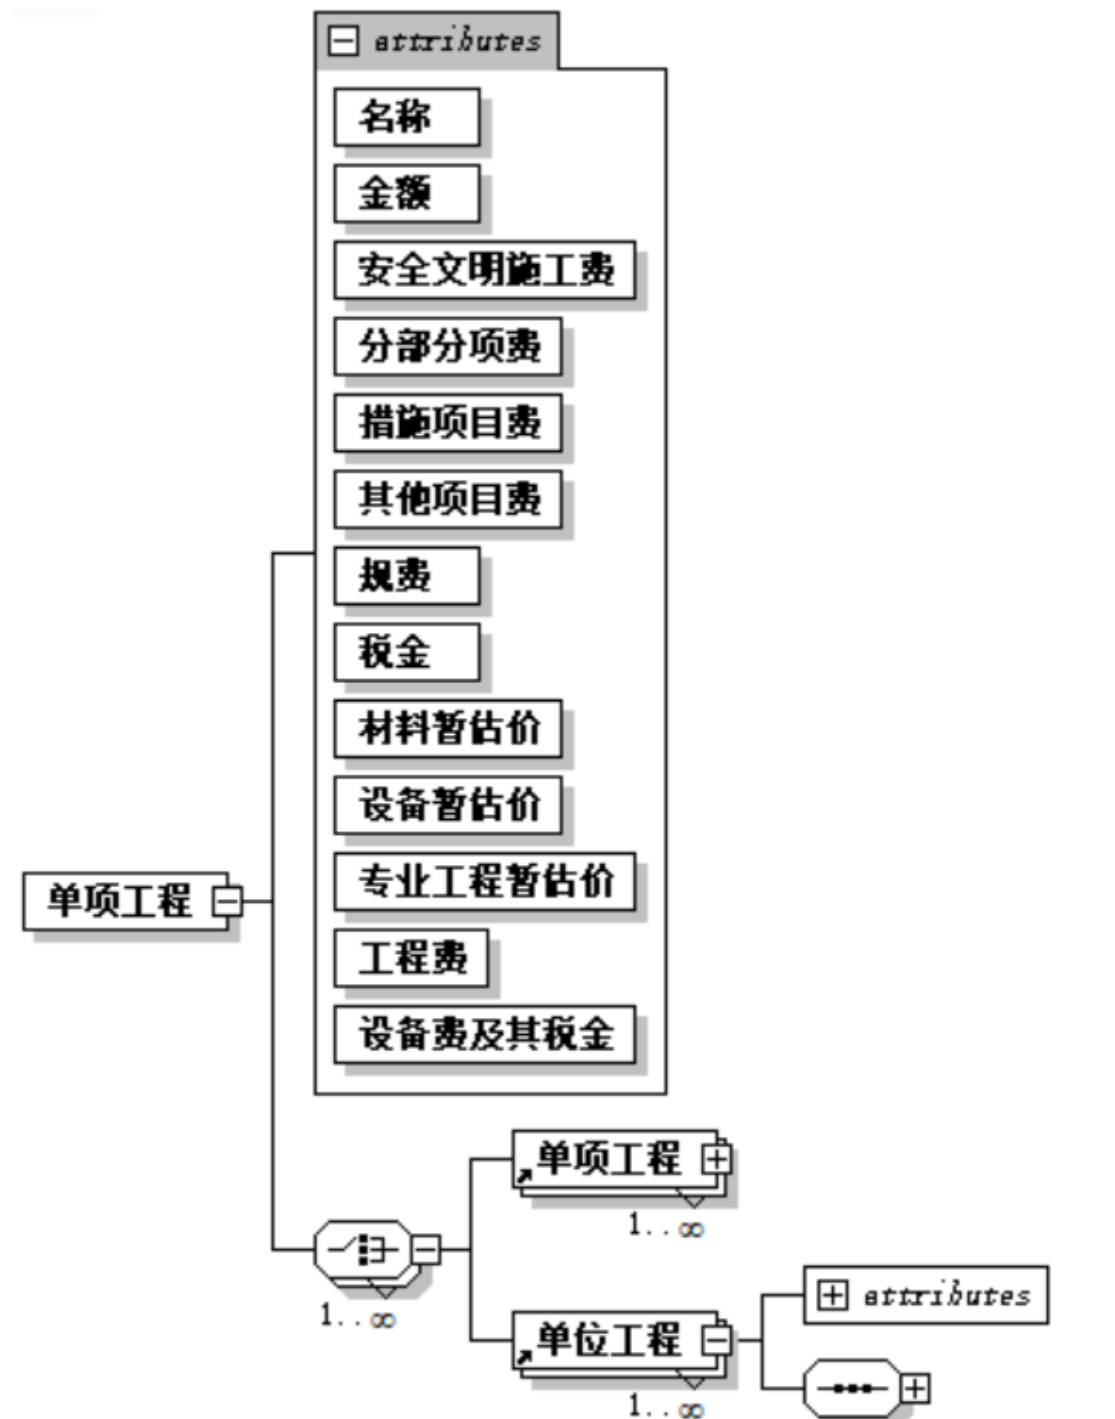 attributes
名称
金额
安全文明施工费
分部分项费
措施项目费
其他项目费
规费
税金
材料暂估价
设备暂估价
专业工程暂估价
单项工程
工程费
设备费及其税金
单项工程
1..∞
1..∞
attributes
单位工程
1..∞